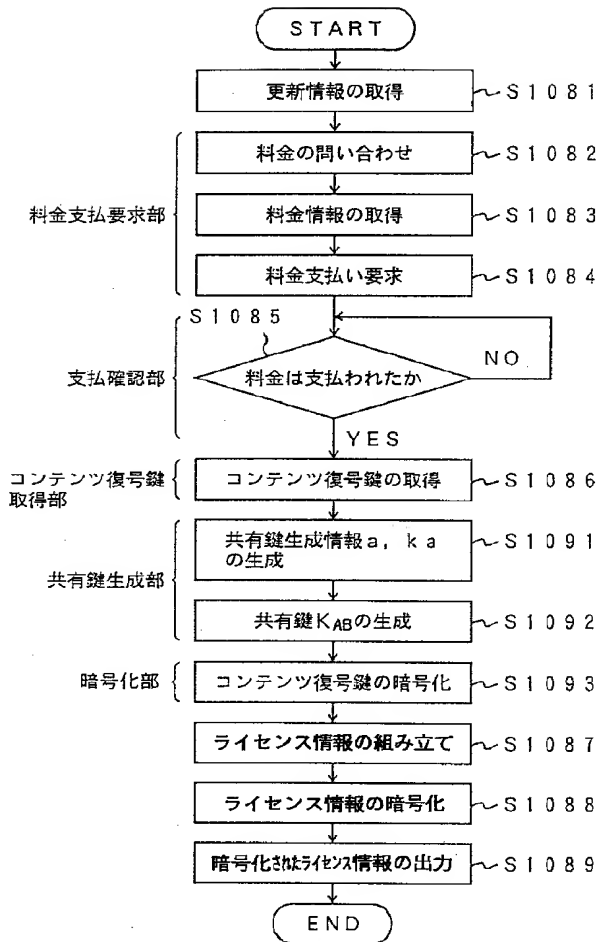 START
更新情報の取得
S1081
料金の問い合わせ
S1082
料金支払要求部
料金情報の取得
S1083
料金支払い要求
S1084
S1085
支払確認部
料金は支払われたか
NO
YES
コンテンツ復号鍵
取得部
コンテンツ復号鍵の取得
S1086
共有鍵生成部
共有鍵生成情報a, ka
の生成
S1091
共有鍵KABの生成
S1092
暗号化部
コンテンツ復号鍵の暗号化
S1093
ライセンス情報の組み立て
S1087
ライセンス情報の暗号化
S1088
暗号化されたライセンス情報の出力
S1089
END